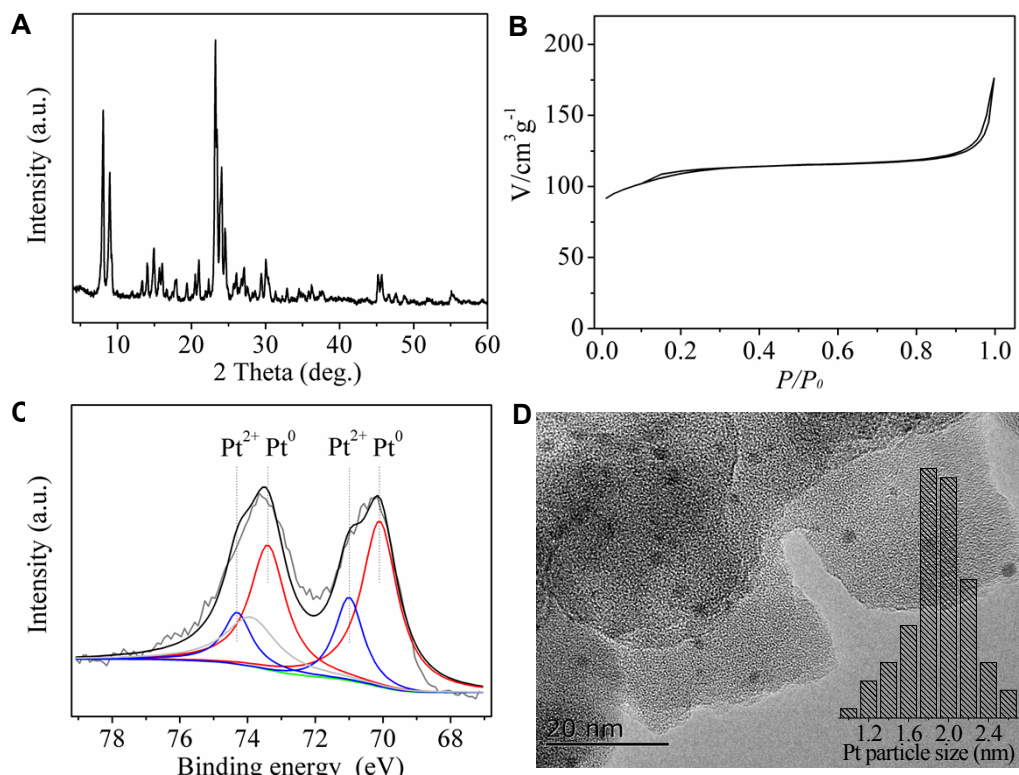 A
Intensity (a.u.)
10 20 30 40 50 60
2 Theta (deg.)
B
200
150
100
50
0
V/cm³g⁻¹
0.0 0.2 0.4 0.6 0.8 1.0
P/P₀
C
Pt²⁺ Pt⁰ Pt²⁺ Pt⁰
Intensity (a.u.)
78 76 74 72 70 68
Binding energy (eV)
D
20 nm
1.2 1.6 2.0 2.4
Pt particle size (nm)